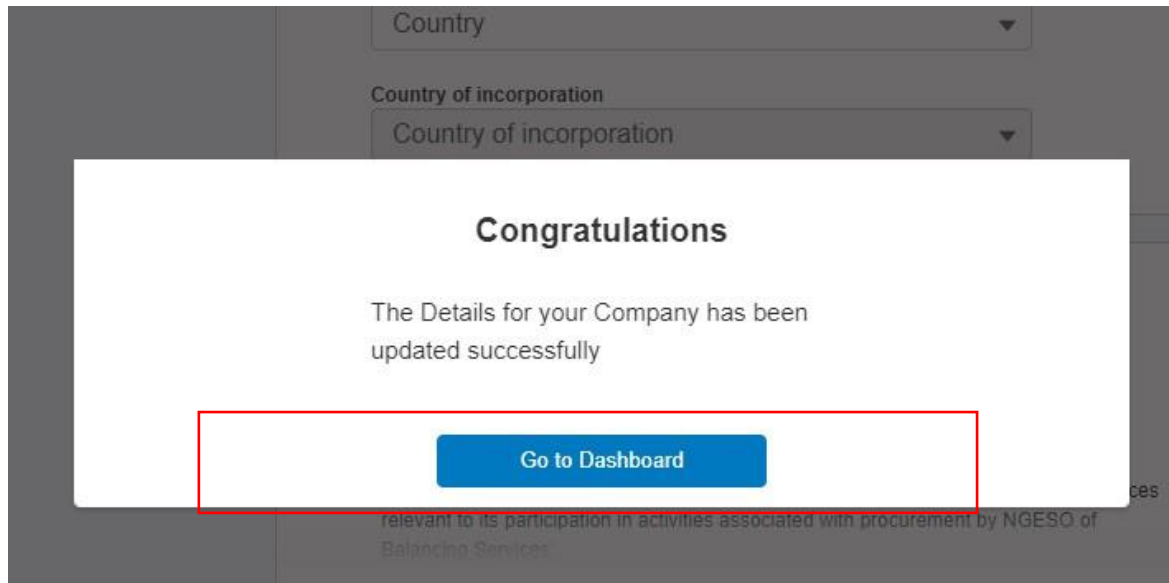 Country
Country of incorporation
Country of incorporation
Congratulations
The Details for your Company has been
updated successfully
Go to Dashboard
ces
relevant to its participation in activities associated with procurement by NGESO of
Balancing Services